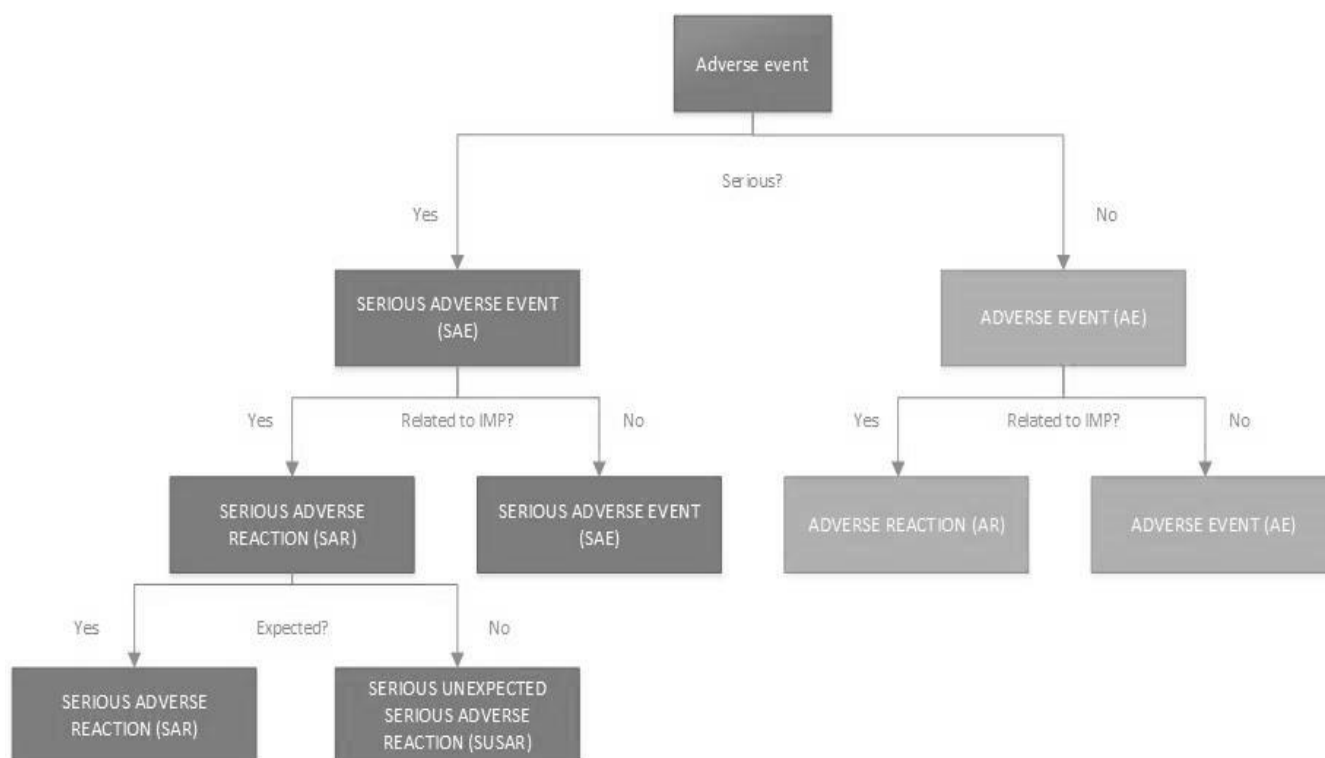 Adverse event
Serious?
Yes
No
SERIOUS ADVERSE EVENT
(SAE)
ADVERSE EVENT (AE)
Yes
Related to IMP?
No
Yes
Related to IMP?
No
SERIOUS ADVERSE
REACTION (SAR)
SERIOUS ADVERSE EVENT
(SAE)
ADVERSE REACTION (AR)
ADVERSE EVENT (AE)
Yes
Expected?
No
SERIOUS ADVERSE
REACTION (SAR)
SERIOUS UNEXPECTED
SERIOUS ADVERSE
REACTION (SUSAR)